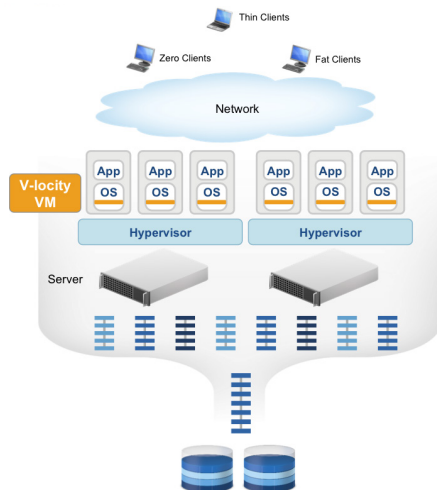 Thin Clients
Zero Clients
Fat Clients
Network
V-locity
VM
App App App App App App
OS OS OS OS OS OS
Hypervisor Hypervisor
Server